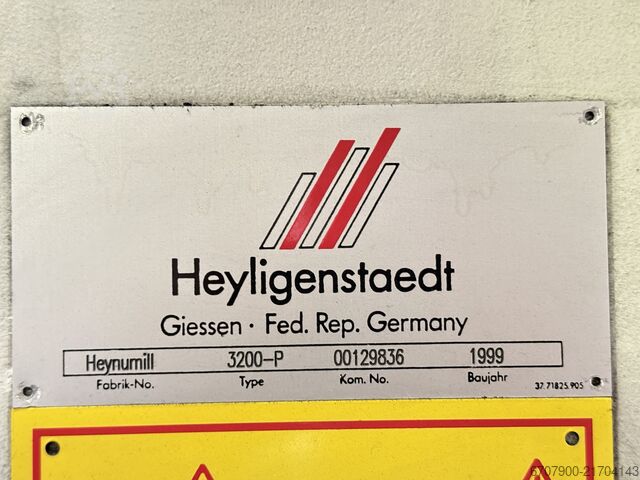 Heyligenstaedt
Giessen · Fed. Rep. Germany
Heynumill 3200-P 00129836 1999
Fabrik-No. Type Kom. No. Baujahr
37.71825.905
6707900-21704143